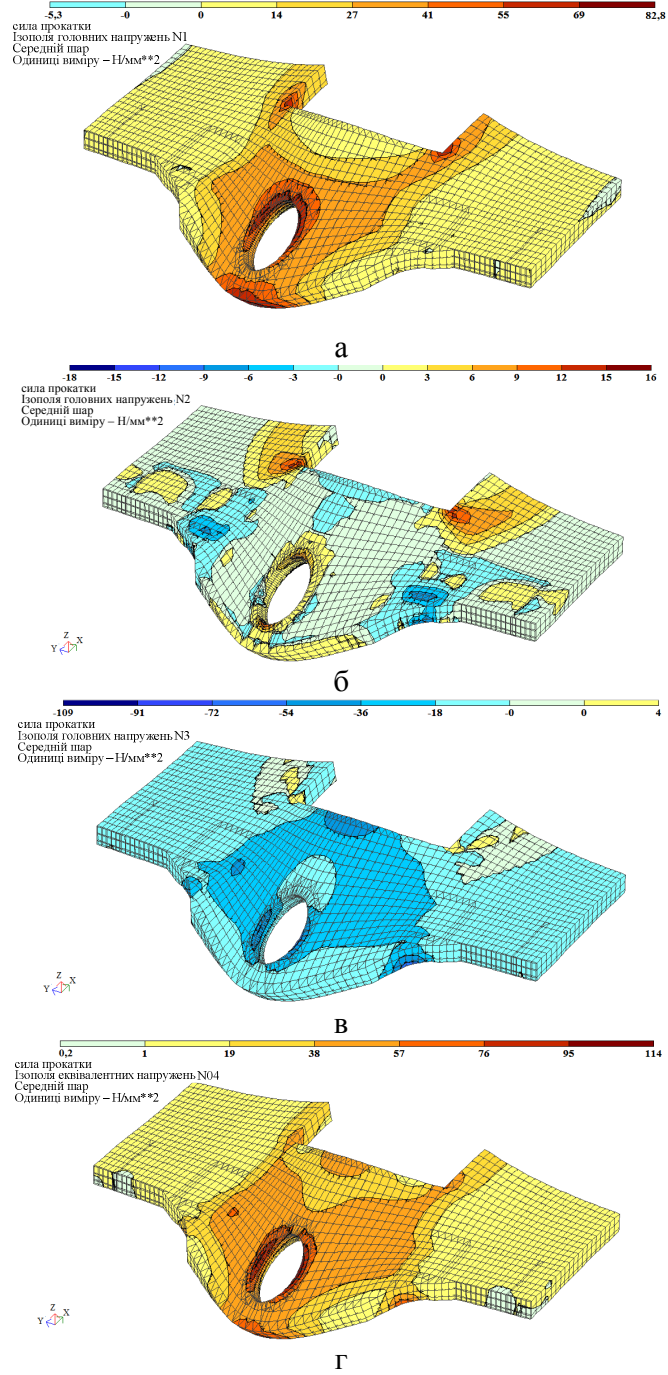 -5,3 -0 0 14 27 41 55 69 82,8
сила прокатки
Ізополя головних напружень N1
Середній шар
Одиниці виміру – Н/мм**2
а
-18 -15 -12 -9 -6 -3 -0 0 3 6 9 12 15 16
сила прокатки
Ізополя головних напружень N2
Середній шар
Одиниці виміру – Н/мм**2
Z
Y X
б
-109 -91 -72 -54 -36 -18 -0 0 4
сила прокатки
Ізополя головних напружень N3
Середній шар
Одиниці виміру – Н/мм**2
Z
Y X
в
0,2 1 19 38 57 76 95 114
сила прокатки
Ізополя еквівалентних напружень N04
Середній шар
Одиниці виміру – Н/мм**2
Z
Y X
г